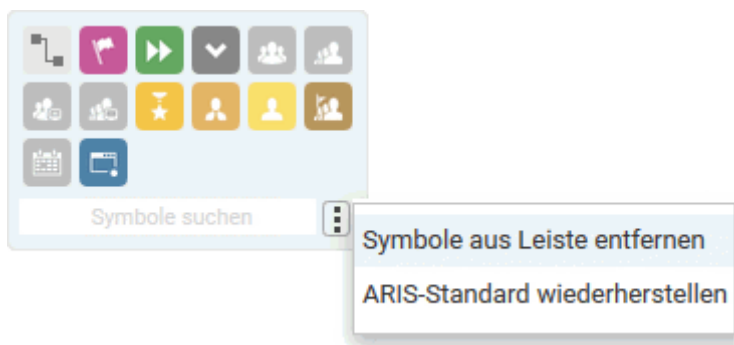 Symbole suchen
Symbole aus Leiste entfernen
ARIS-Standard wiederherstellen